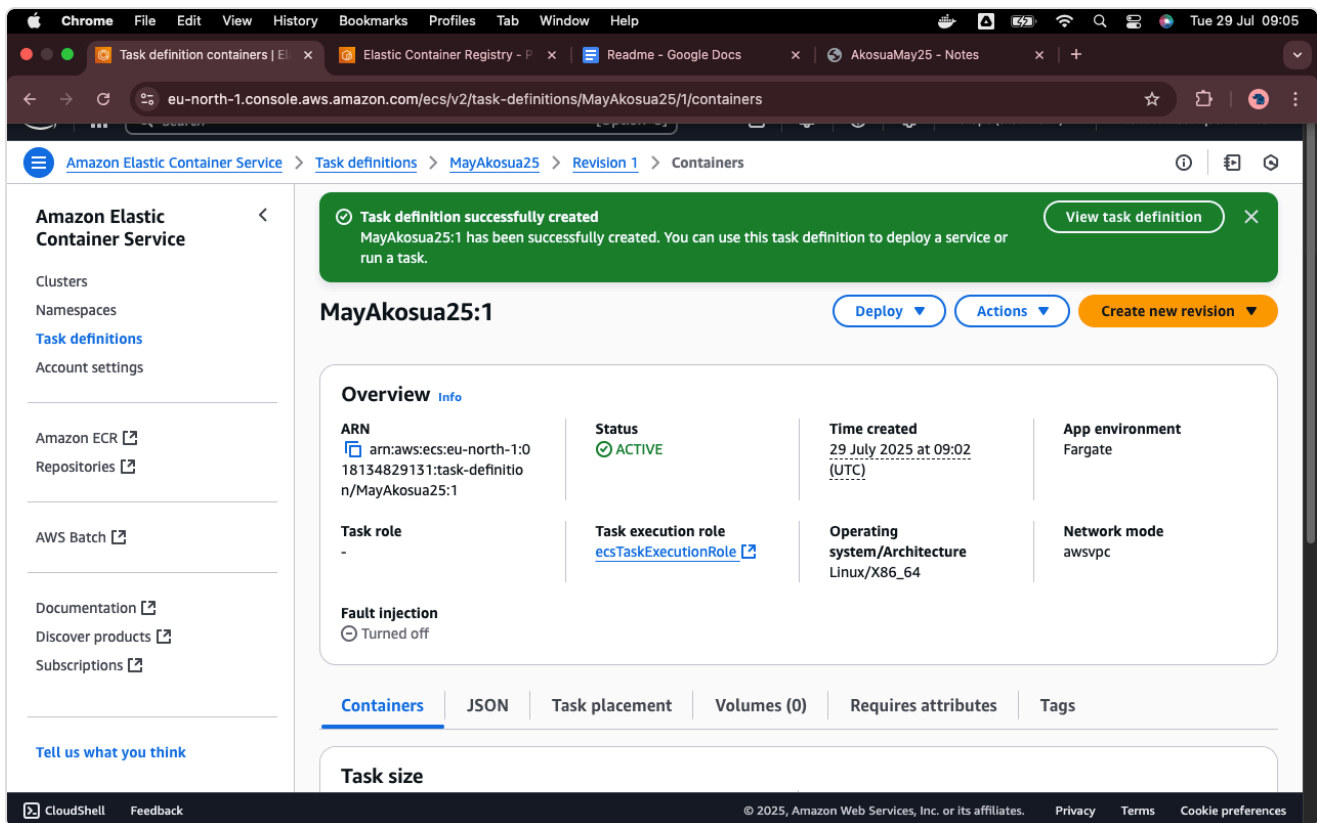 Chrome File Edit View History Bookmarks Profiles Tab Window Help Tue 29 Jul 09:05
Task definition containers | El Elastic Container Registry - P Readme - Google Docs AkosuaMay25 - Notes
eu-north-1.console.aws.amazon.com/ecs/v2/task-definitions/MayAkosua25/1/containers
Amazon Elastic Container Service > Task definitions > MayAkosua25 > Revision 1 > Containers
Amazon Elastic
Container Service
Clusters
Namespaces
Task definitions
Account settings
Amazon ECR
Repositories
AWS Batch
Documentation
Discover products
Subscriptions
Tell us what you think
Task definition successfully created
MayAkosua25:1 has been successfully created. You can use this task definition to deploy a service or
run a task.
View task definition
MayAkosua25:1
Deploy
Actions
Create new revision
Overview Info
ARN
arn:aws:ecs:eu-north-1:0
18134829131:task-definitio
n/MayAkosua25:1
Status
ACTIVE
Time created
29 July 2025 at 09:02
(UTC)
App environment
Fargate
Task role
-
Task execution role
ecsTaskExecutionRole
Operating
system/Architecture
Linux/X86_64
Network mode
awsvpc
Fault injection
Turned off
Containers JSON Task placement Volumes (0) Requires attributes Tags
Task size
CloudShell Feedback © 2025, Amazon Web Services, Inc. or its affiliates. Privacy Terms Cookie preferences